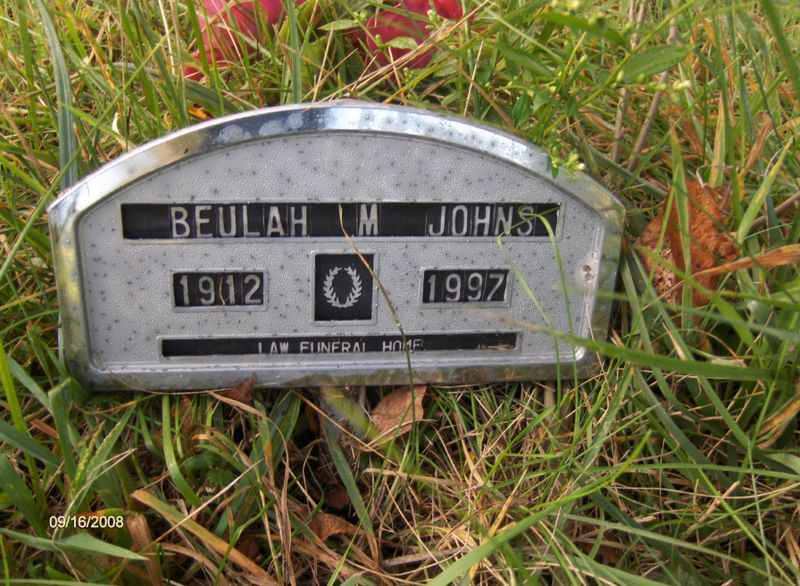 BEULAH M JOHNS
1912 1997
LAW FUNERAL HOME
09/16/2008